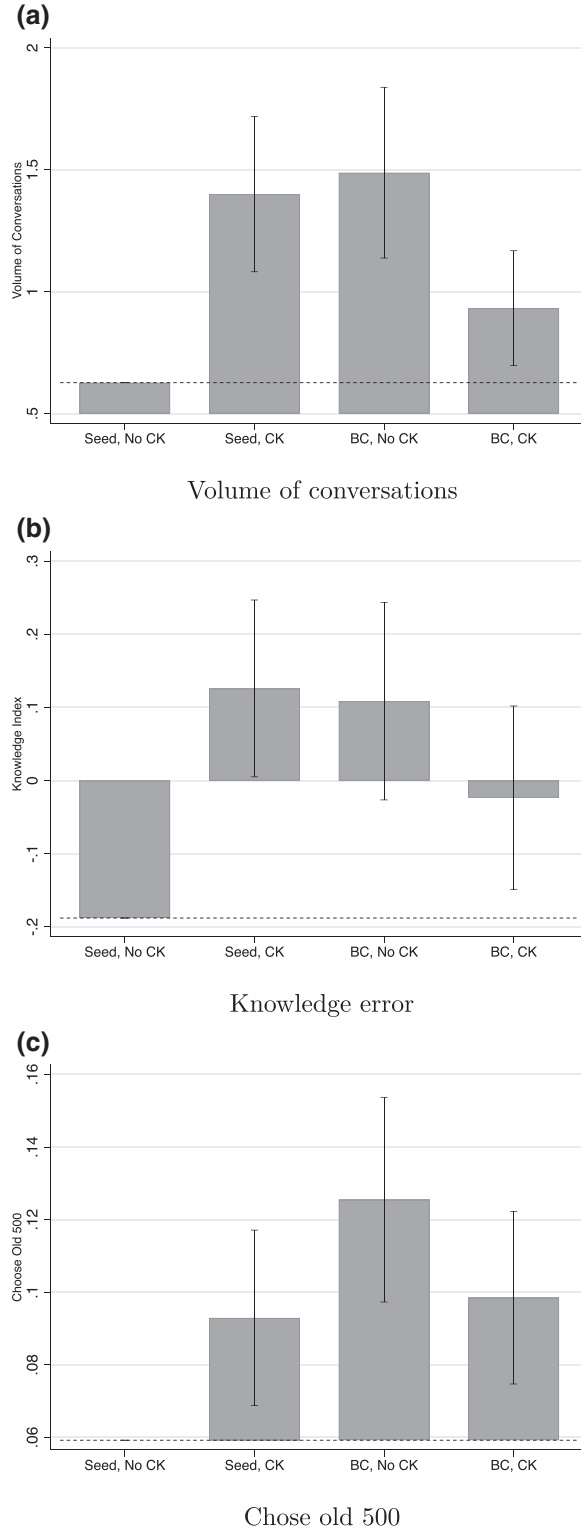 (a)
Volume of Conversations
2
1.5
1
.5
Seed, No CK Seed, CK BC, No CK BC, CK
Volume of conversations
(b)
Knowledge Index
.3
.2
.1
0
-.1
-.2
Seed, No CK Seed, CK BC, No CK BC, CK
Knowledge error
(c)
Choose Old 500
.16
.14
.12
.1
.08
.06
Seed, No CK Seed, CK BC, No CK BC, CK
Chose old 500